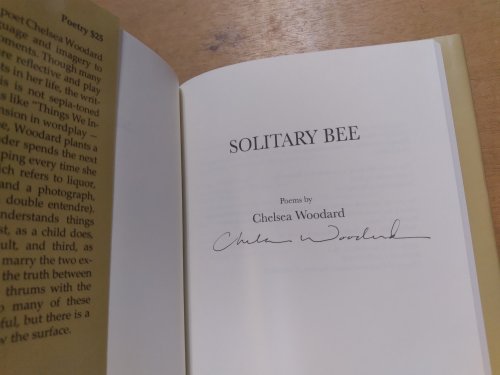 Poetry $25
poet Chelsea Woodard
guage and imagery to
oments. Though many
re reflective and play
ts in her life, the writ-
is is not sepia-toned
s like "Things We In-
ension in wordplay –
e, Woodard plants a
der spends the next
ping every time she
ich refers to liquor,
and a photograph,
double entendre).
nderstands things
st, as a child does,
ult, and third, as
marry the two ex-
the truth between
thrums with the
o many of these
ful, but there is a
w the surface.
SOLITARY BEE
Poems by
Chelsea Woodard
Chelsea Woodard